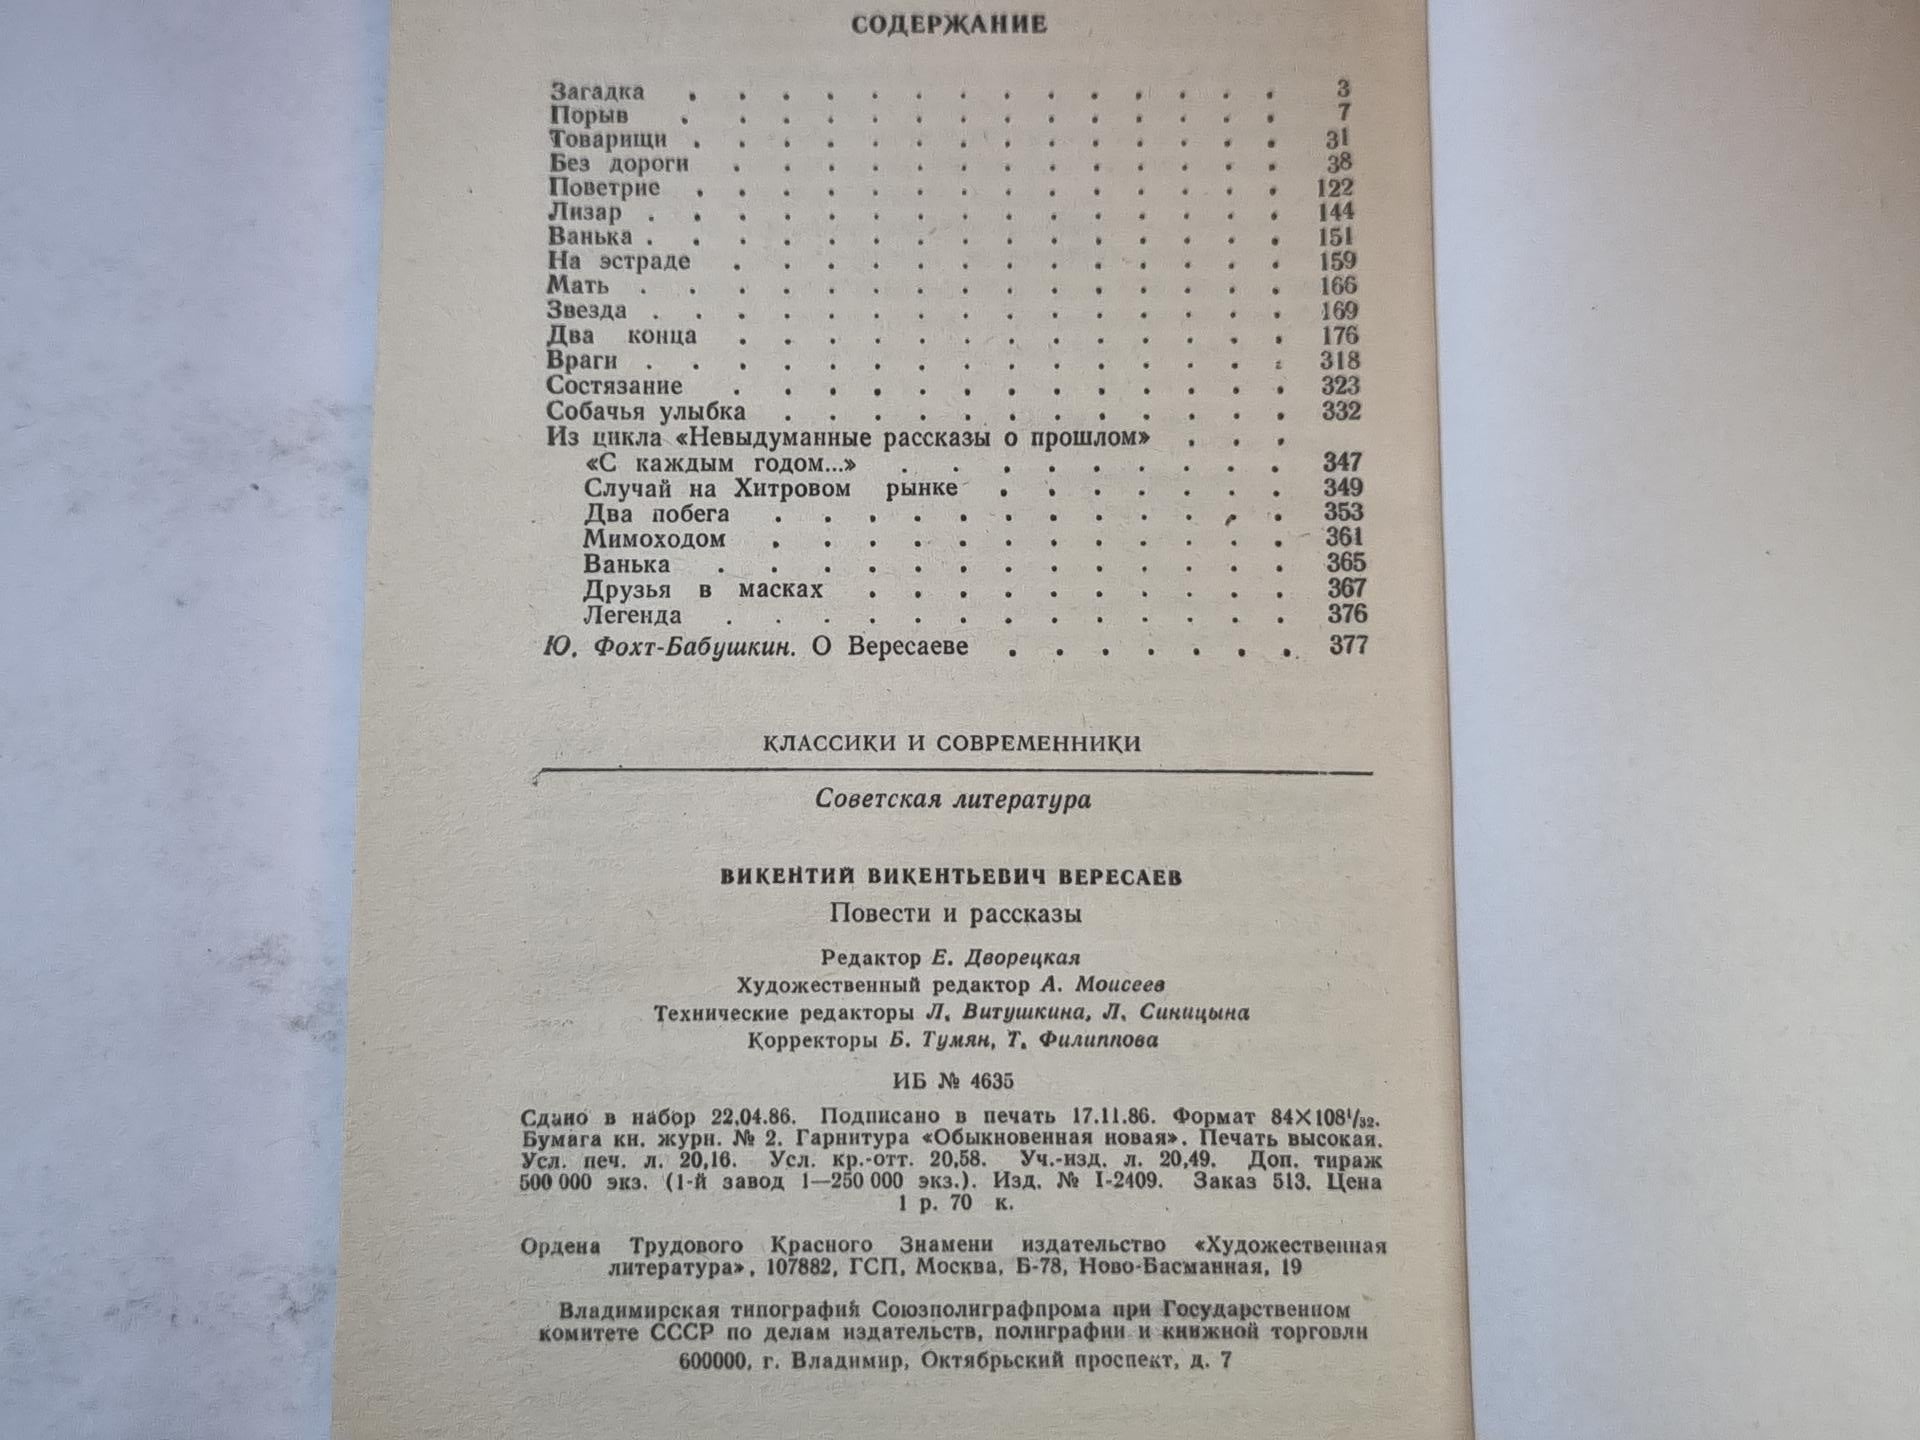 СОДЕРЖАНИЕ
Загадка . . . . . . . . . . . . . . 3
Порыв . . . . . . . . . . . . . . 7
Товарищи . . . . . . . . . . . . . . 31
Без дороги . . . . . . . . . . . . . 38
Поветрие . . . . . . . . . . . . . . 122
Лизар . . . . . . . . . . . . . . . 144
Ванька . . . . . . . . . . . . . . . 151
На эстраде . . . . . . . . . . . . . 159
Мать . . . . . . . . . . . . . . . 166
Звезда . . . . . . . . . . . . . . . 169
Два конца . . . . . . . . . . . . . 176
Враги . . . . . . . . . . . . . . . 318
Состязание . . . . . . . . . . . . . 323
Собачья улыбка . . . . . . . . . . . . 332
Из цикла «Невыдуманные рассказы о прошлом» . . .
«С каждым годом...» . . . . . . . . . 347
Случай на Хитровом рынке . . . . . . . 349
Два побега . . . . . . . . . . . . 353
Мимоходом . . . . . . . . . . . . 361
Ванька . . . . . . . . . . . . . 365
Друзья в масках . . . . . . . . . . 367
Легенда . . . . . . . . . . . . . 376
Ю. Фохт-Бабушкин. О Вересаеве . . . . . . . 377
КЛАССИКИ И СОВРЕМЕННИКИ
Советская литература
ВИКЕНТИЙ ВИКЕНТЬЕВИЧ ВЕРЕСАЕВ
Повести и рассказы
Редактор Е. Дворецкая
Художественный редактор А. Моисеев
Технические редакторы Л. Витушкина, Л. Синицына
Корректоры Б. Тумян, Т. Филиппова
ИБ № 4635
Сдано в набор 22.04.86. Подписано в печать 17.11.86. Формат 84×108¹/₃₂.
Бумага кн. журн. № 2. Гарнитура «Обыкновенная новая». Печать высокая.
Усл. печ. л. 20,16. Усл. кр.-отт. 20,58. Уч.-изд. л. 20,49. Доп. тираж
500 000 экз. (1-й завод 1—250 000 экз.). Изд. № I-2409. Заказ 513. Цена
1 р. 70 к.
Ордена Трудового Красного Знамени издательство «Художественная
литература», 107882, ГСП, Москва, Б-78, Ново-Басманная, 19
Владимирская типографий Союзполиграфпрома при Государственном
комитете СССР по делам издательств, полиграфии и книжной торговли
600000, г. Владимир, Октябрьский проспект, д. 7